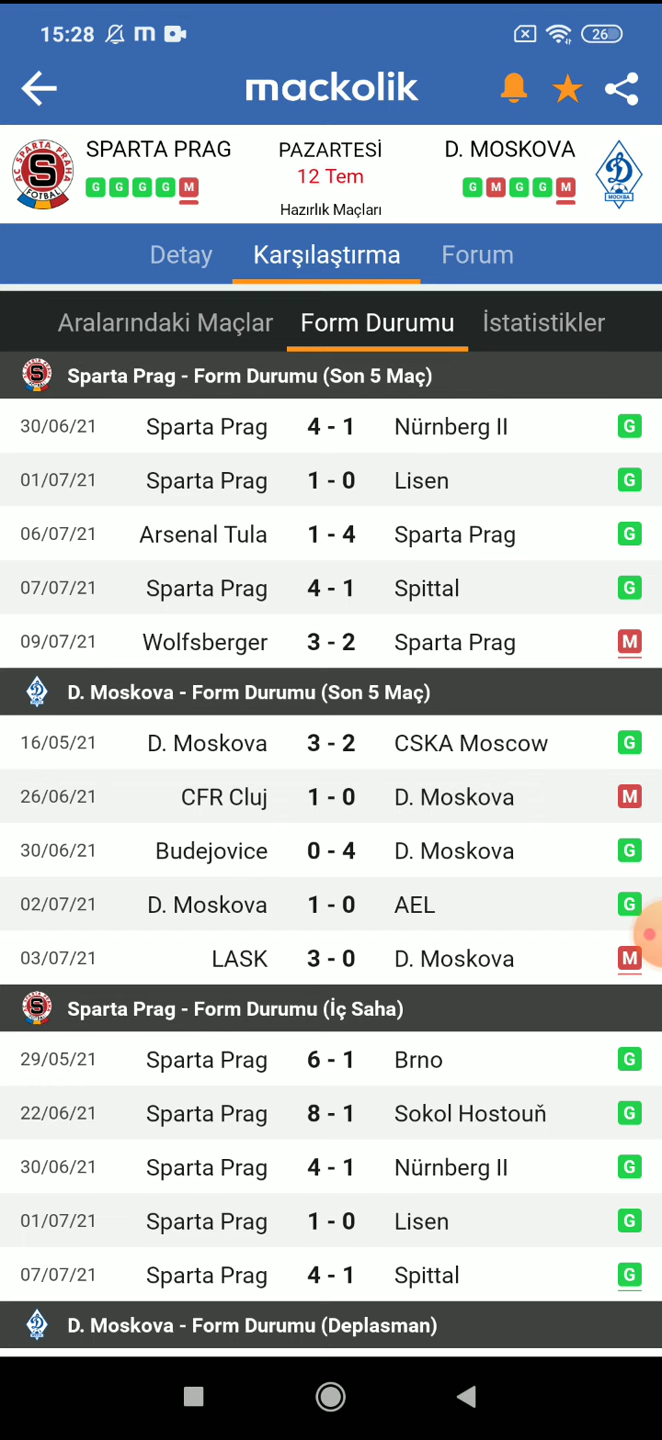 15:28 m 26
mackolik
SPARTA PRAG PAZARTESİ D. MOSKOVA
G G G G M 12 Tem G M G G M
Hazırlık Maçları
Detay Karşılaştırma Forum
Aralarındaki Maçlar Form Durumu İstatistikler
Sparta Prag - Form Durumu (Son 5 Maç)
30/06/21 Sparta Prag 4 - 1 Nürnberg II G
01/07/21 Sparta Prag 1 - 0 Lisen G
06/07/21 Arsenal Tula 1 - 4 Sparta Prag G
07/07/21 Sparta Prag 4 - 1 Spittal G
09/07/21 Wolfsberger 3 - 2 Sparta Prag M
D. Moskova - Form Durumu (Son 5 Maç)
16/05/21 D. Moskova 3 - 2 CSKA Moscow G
26/06/21 CFR Cluj 1 - 0 D. Moskova M
30/06/21 Budejovice 0 - 4 D. Moskova G
02/07/21 D. Moskova 1 - 0 AEL G
03/07/21 LASK 3 - 0 D. Moskova M
Sparta Prag - Form Durumu (İç Saha)
29/05/21 Sparta Prag 6 - 1 Brno G
22/06/21 Sparta Prag 8 - 1 Sokol Hostouň G
30/06/21 Sparta Prag 4 - 1 Nürnberg II G
01/07/21 Sparta Prag 1 - 0 Lisen G
07/07/21 Sparta Prag 4 - 1 Spittal G
D. Moskova - Form Durumu (Deplasman)